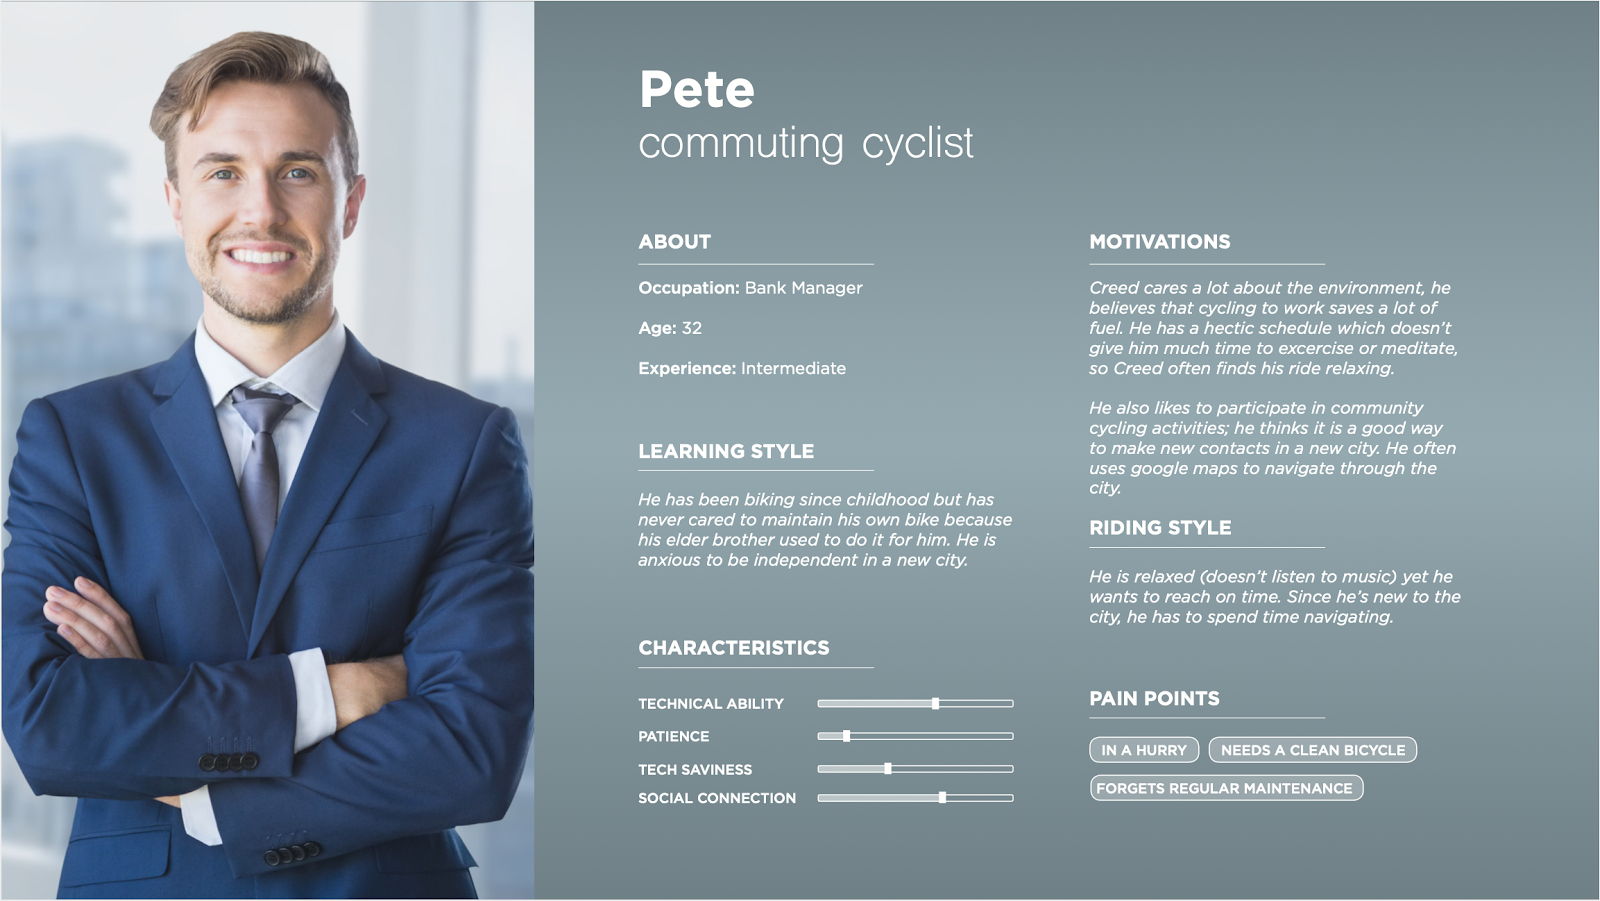 Pete
commuting cyclist
ABOUT
Occupation: Bank Manager
Age: 32
Experience: Intermediate
LEARNING STYLE
He has been biking since childhood but has
never cared to maintain his own bike because
his elder brother used to do it for him. He is
anxious to be independent in a new city.
CHARACTERISTICS
TECHNICAL ABILITY
PATIENCE
TECH SAVINESS
SOCIAL CONNECTION
MOTIVATIONS
Creed cares a lot about the environment, he
believes that cycling to work saves a lot of
fuel. He has a hectic schedule which doesn't
give him much time to excercise or meditate,
so Creed often finds his ride relaxing.
He also likes to participate in community
cycling activities; he thinks it is a good way
to make new contacts in a new city. He often
uses google maps to navigate through the
city.
RIDING STYLE
He is relaxed (doesn't listen to music) yet he
wants to reach on time. Since he's new to the
city, he has to spend time navigating.
PAIN POINTS
IN A HURRY
NEEDS A CLEAN BICYCLE
FORGETS REGULAR MAINTENANCE